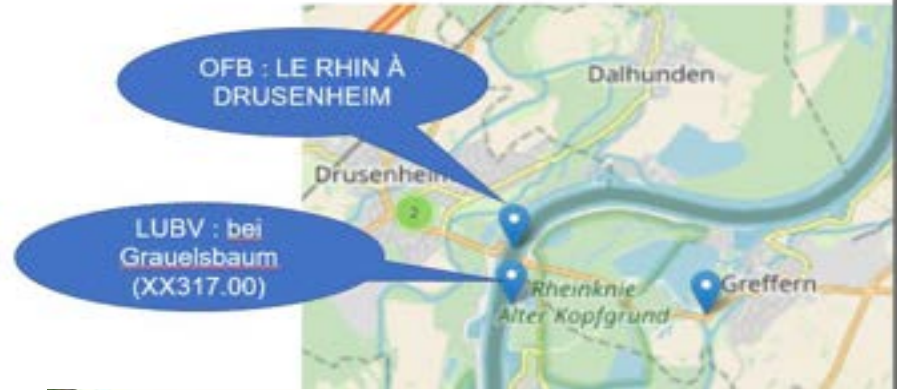 OFB : LE RHIN À
DRUSENHEIM
Dalhunden
Drusenheim
2
LUBV : bei
Grauelsbaum
(XX317.00)
Rheinknie
Alter Kopfgrund
Greffern